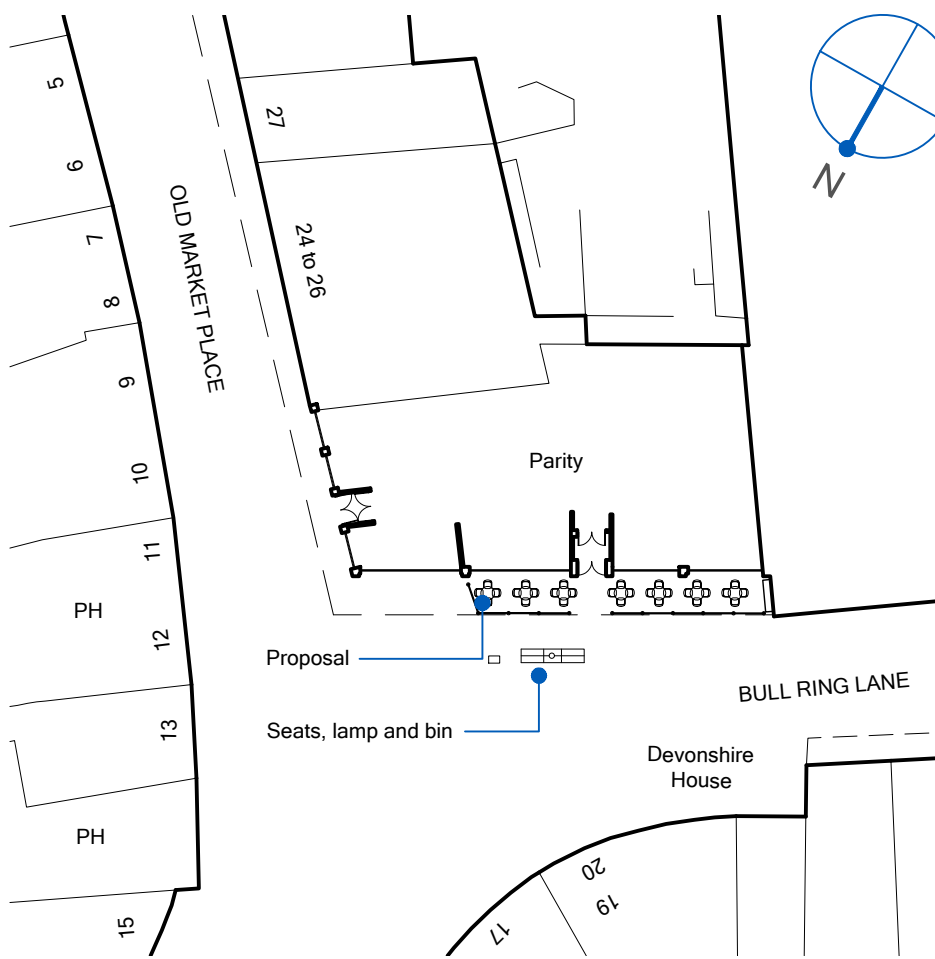 5
6
7
8
9
10
11
PH
12
13
PH
15
OLD MARKET PLACE
27
24 to 26
N
Parity
Proposal
Seats, lamp and bin
BULL RING LANE
Devonshire
House
20
19
17